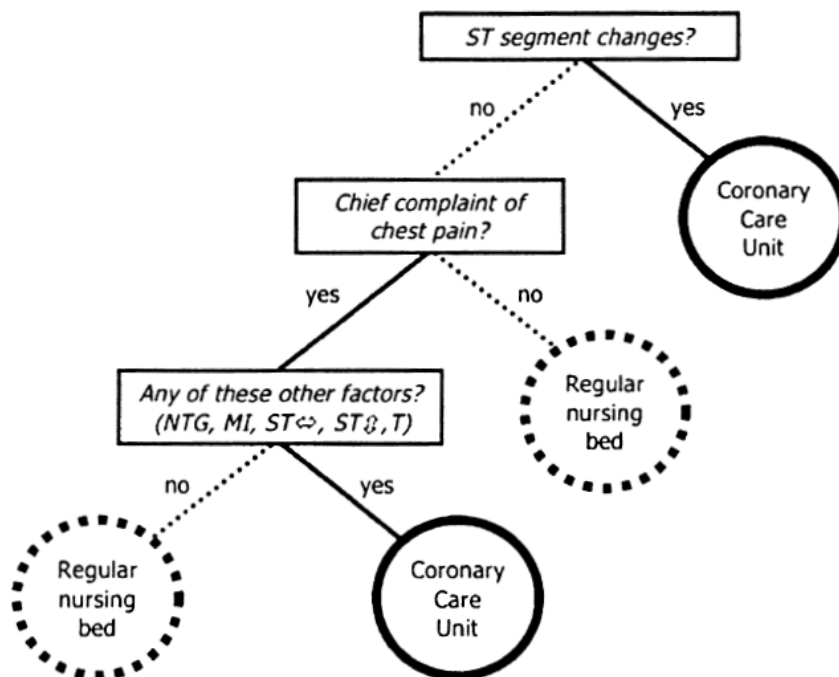 ST segment changes?
no
yes
Coronary
Care
Unit
Chief complaint of
chest pain?
yes
no
Regular
nursing
bed
Any of these other factors?
(NTG, MI, ST⇔, ST⇕, T)
no
yes
Regular
nursing
bed
Coronary
Care
Unit